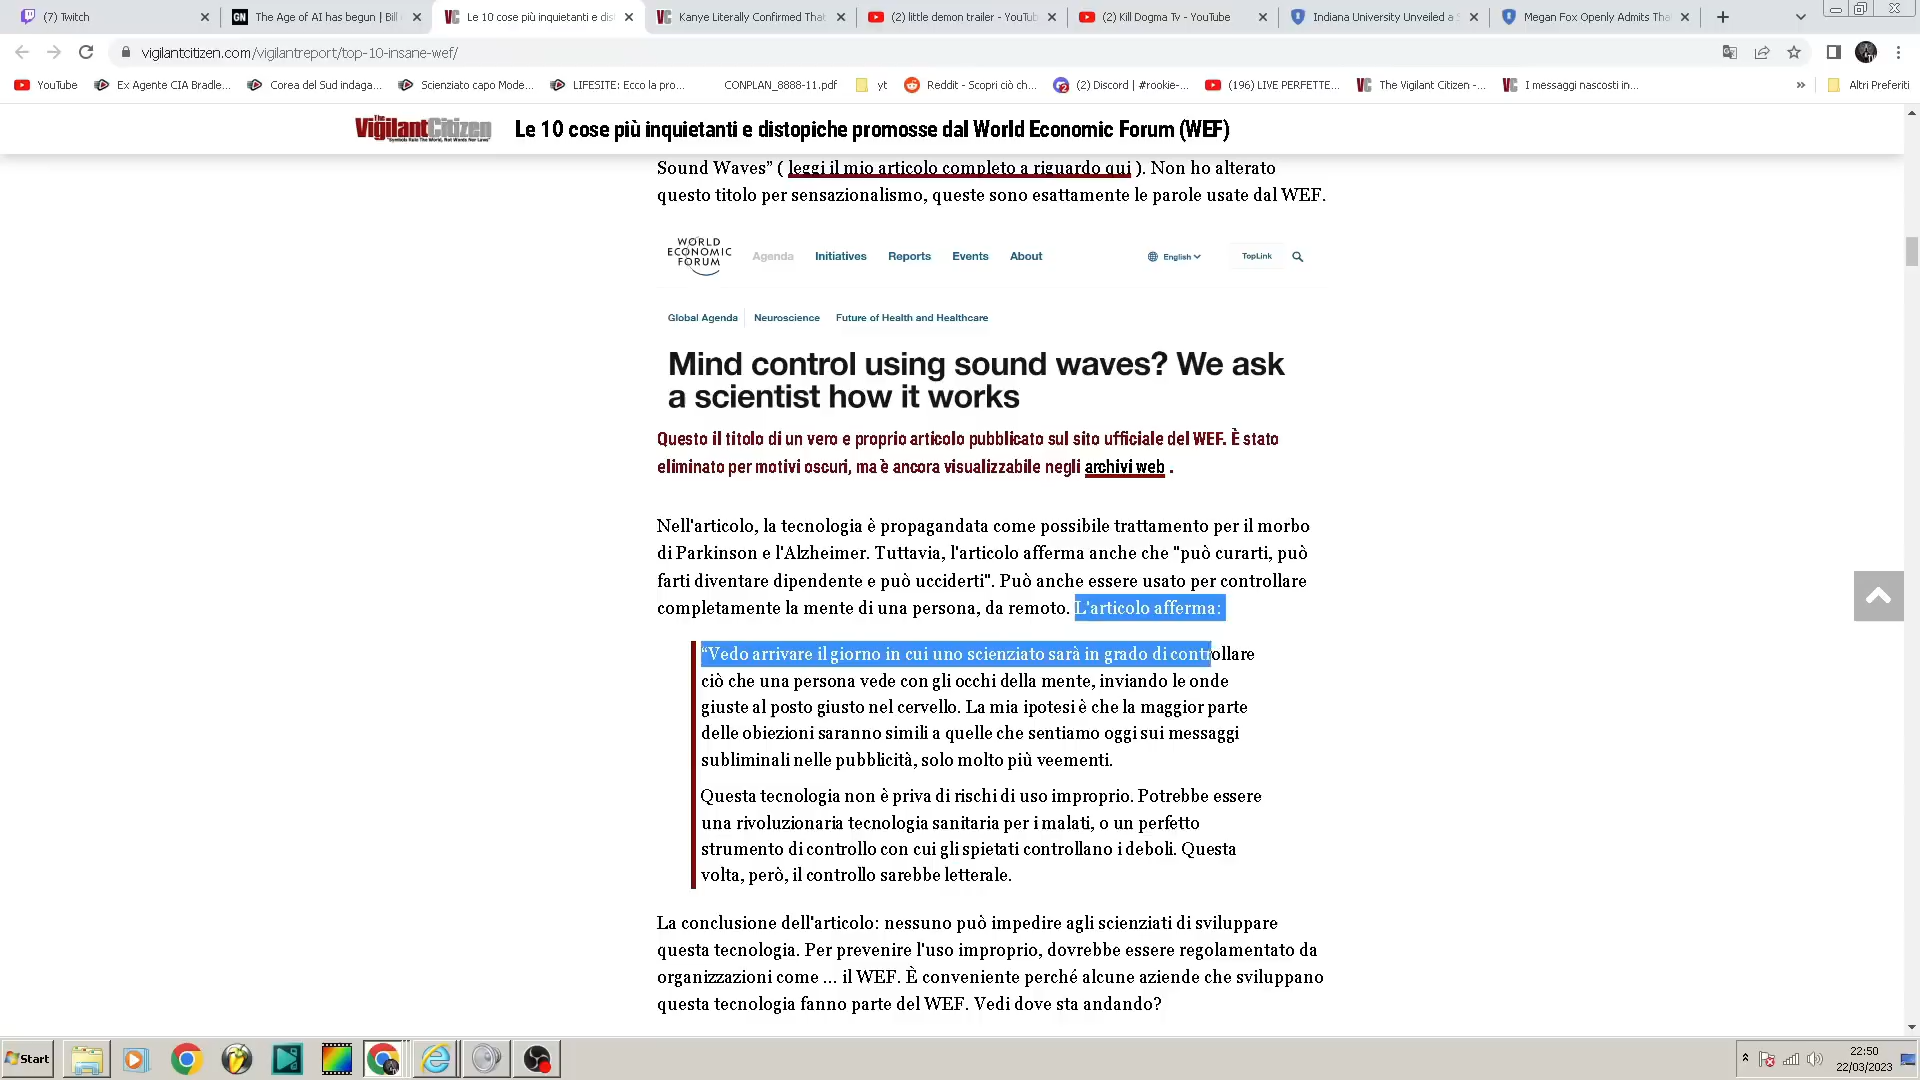 (7) Twitch
The Age of AI has begun | Bill
Le 10 cose più inquietanti e dis
Kanye Literally Confirmed That
(2) little demon trailer - YouTub
(2) Kill Dogma Tv - YouTube
Indiana University Unveiled a S
Megan Fox Openly Admits Tha
vigilantcitizen.com/vigilantreport/top-10-insane-wef/
YouTube
Ex Agente CIA Bradle...
Corea del Sud indaga...
Scienziato capo Mode...
LIFESITE: Ecco la pro...
CONPLAN_8888-11.pdf
yt
Reddit - Scopri ciò ch...
(2) Discord | #rookie-...
(196) LIVE PERFETTE...
The Vigilant Citizen -...
I messaggi nascosti in...
Altri Preferiti
The Vigilant Citizen
Symbols Rule The World, Not Words Nor Laws
Le 10 cose più inquietanti e distopiche promosse dal World Economic Forum (WEF)
Sound Waves” ( leggi il mio articolo completo a riguardo qui ). Non ho alterato
questo titolo per sensazionalismo, queste sono esattamente le parole usate dal WEF.
WORLD
ECONOMIC
FORUM
Agenda Initiatives Reports Events About English TopLink
Global Agenda Neuroscience Future of Health and Healthcare
Mind control using sound waves? We ask
a scientist how it works
Questo il titolo di un vero e proprio articolo pubblicato sul sito ufficiale del WEF. È stato
eliminato per motivi oscuri, ma è ancora visualizzabile negli archivi web .
Nell'articolo, la tecnologia è propagandata come possibile trattamento per il morbo
di Parkinson e l'Alzheimer. Tuttavia, l'articolo afferma anche che "può curarti, può
farti diventare dipendente e può ucciderti". Può anche essere usato per controllare
completamente la mente di una persona, da remoto. L'articolo afferma:
“Vedo arrivare il giorno in cui uno scienziato sarà in grado di controllare
ciò che una persona vede con gli occhi della mente, inviando le onde
giuste al posto giusto nel cervello. La mia ipotesi è che la maggior parte
delle obiezioni saranno simili a quelle che sentiamo oggi sui messaggi
subliminali nelle pubblicità, solo molto più veementi.
Questa tecnologia non è priva di rischi di uso improprio. Potrebbe essere
una rivoluzionaria tecnologia sanitaria per i malati, o un perfetto
strumento di controllo con cui gli spietati controllano i deboli. Questa
volta, però, il controllo sarebbe letterale.
La conclusione dell'articolo: nessuno può impedire agli scienziati di sviluppare
questa tecnologia. Per prevenire l'uso improprio, dovrebbe essere regolamentato da
organizzazioni come ... il WEF. È conveniente perché alcune aziende che sviluppano
questa tecnologia fanno parte del WEF. Vedi dove sta andando?
Start
22:50
22/03/2023